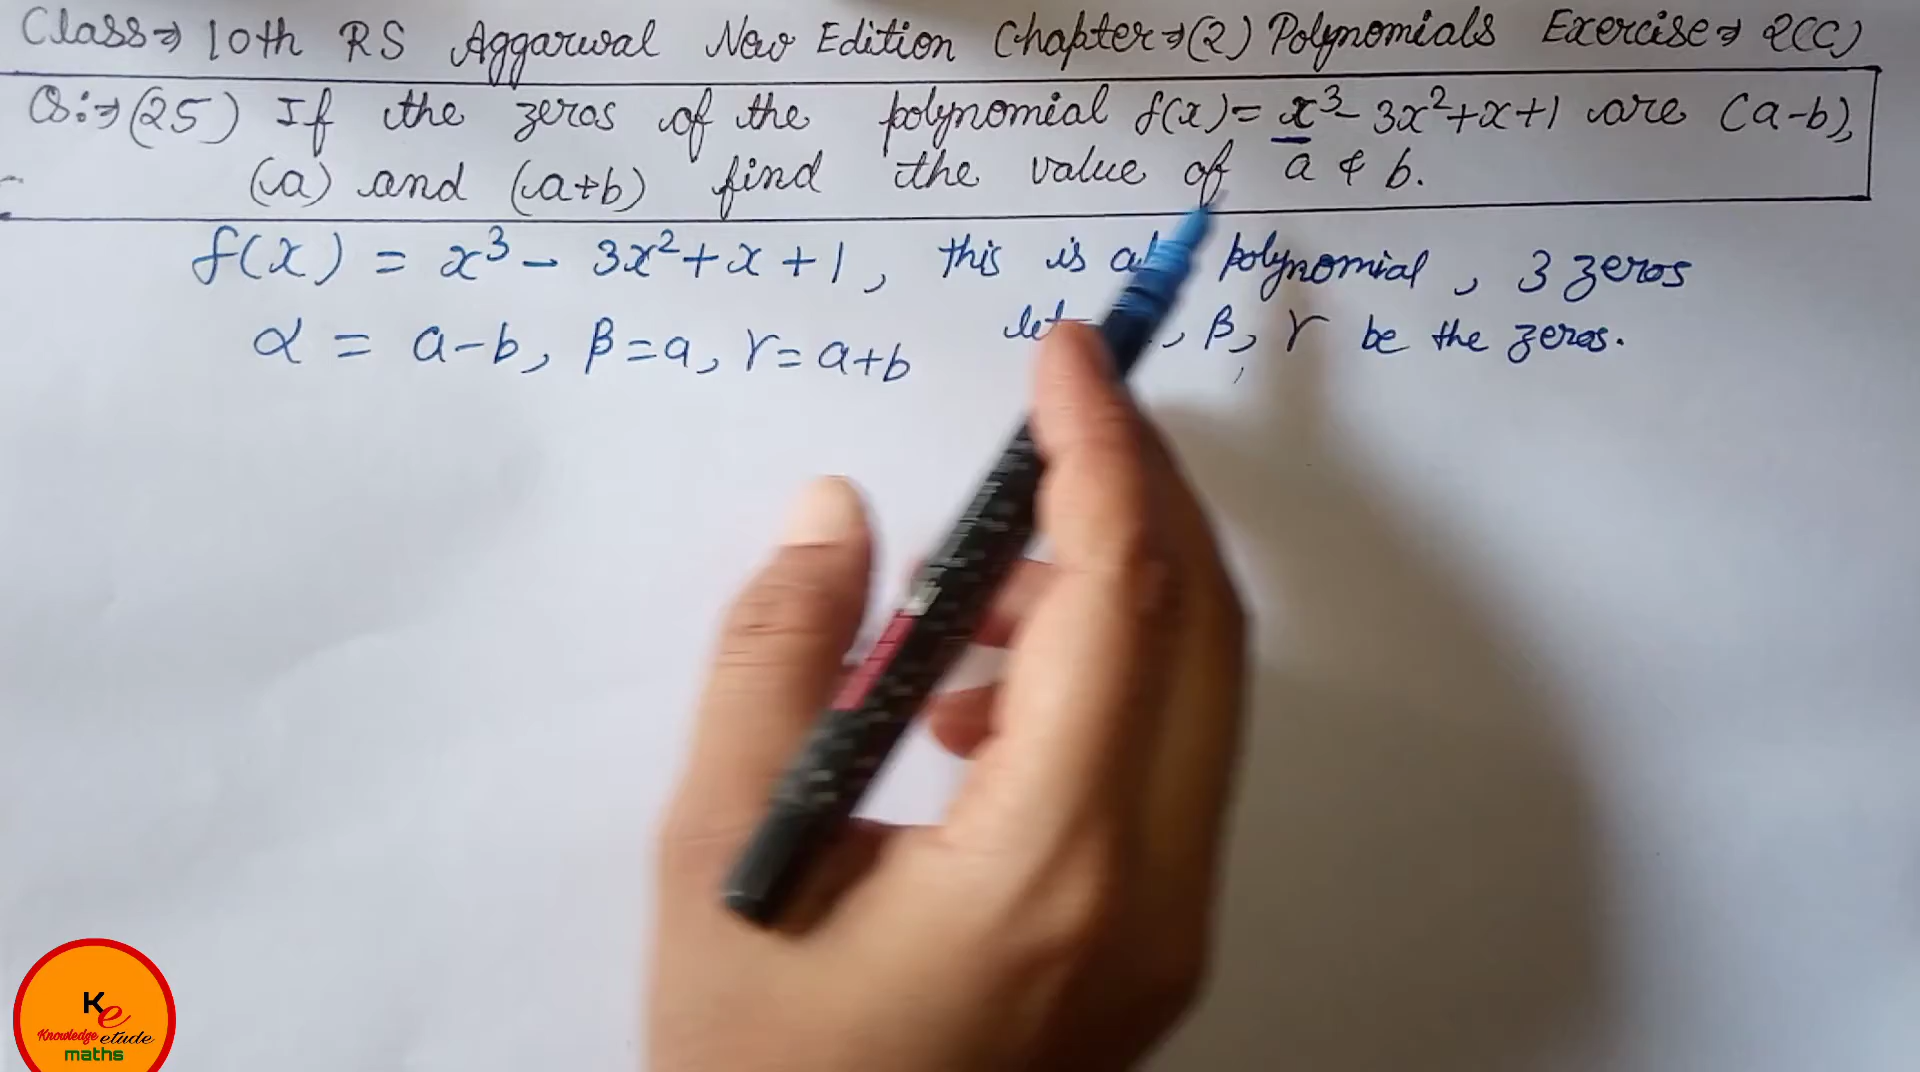 Class⇒ 10th RS Aggarwal New Edition Chapter⇒(2) Polynomials Exercise⇒ 2(C)
Q:⇒(25) If the zeros of the polynomial f(x)= x³- 3x²+x+1 are (a-b),
(a) and (a+b) find the value of a & b.
f(x) = x³ - 3x²+x+1, this is a polynomial, 3 zeros
α = a-b, β=a, γ=a+b let , β, γ be the zeros.
Ke
Knowledge etude
maths